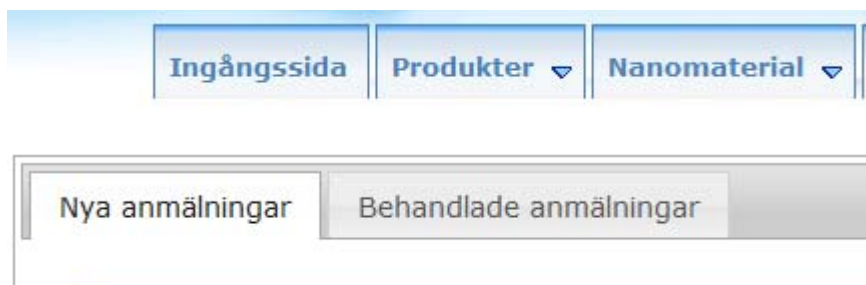 Ingångssida Produkter Nanomaterial
Nya anmälningar Behandlade anmälningar